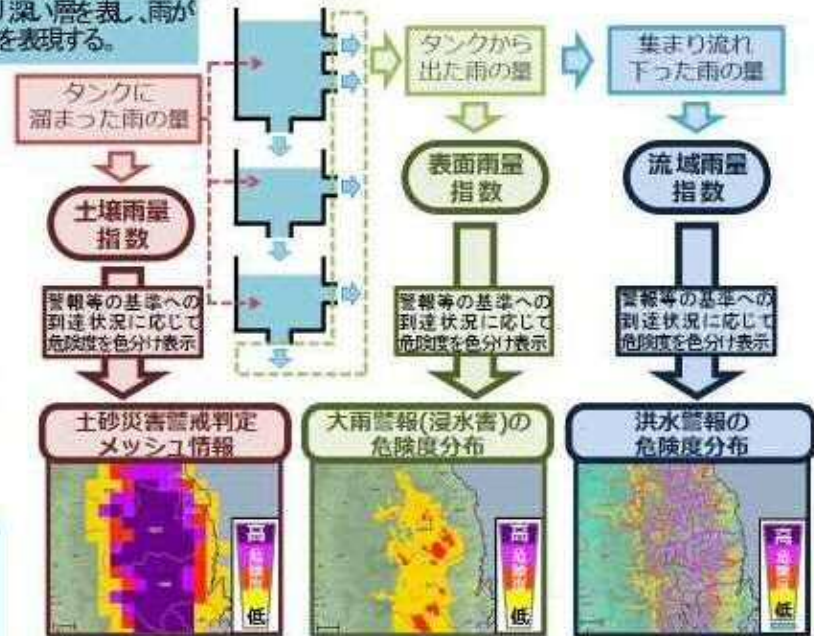 り深い層を表し、雨が
を表現する。
タンクに
溜まった雨の量
タンクから
出た雨の量
集まり流れ
下った雨の量
土壌雨量
指数
表面雨量
指数
流域雨量
指数
警報等の基準への
到達状況に応じて
危険度を色分け表示
警報等の基準への
到達状況に応じて
危険度を色分け表示
警報等の基準への
到達状況に応じて
危険度を色分け表示
土砂災害警戒判定
メッシュ情報
大雨警報(浸水害)の
危険度分布
洪水警報の
危険度分布
高
危険度
低
高
危険度
低
高
危険度
低